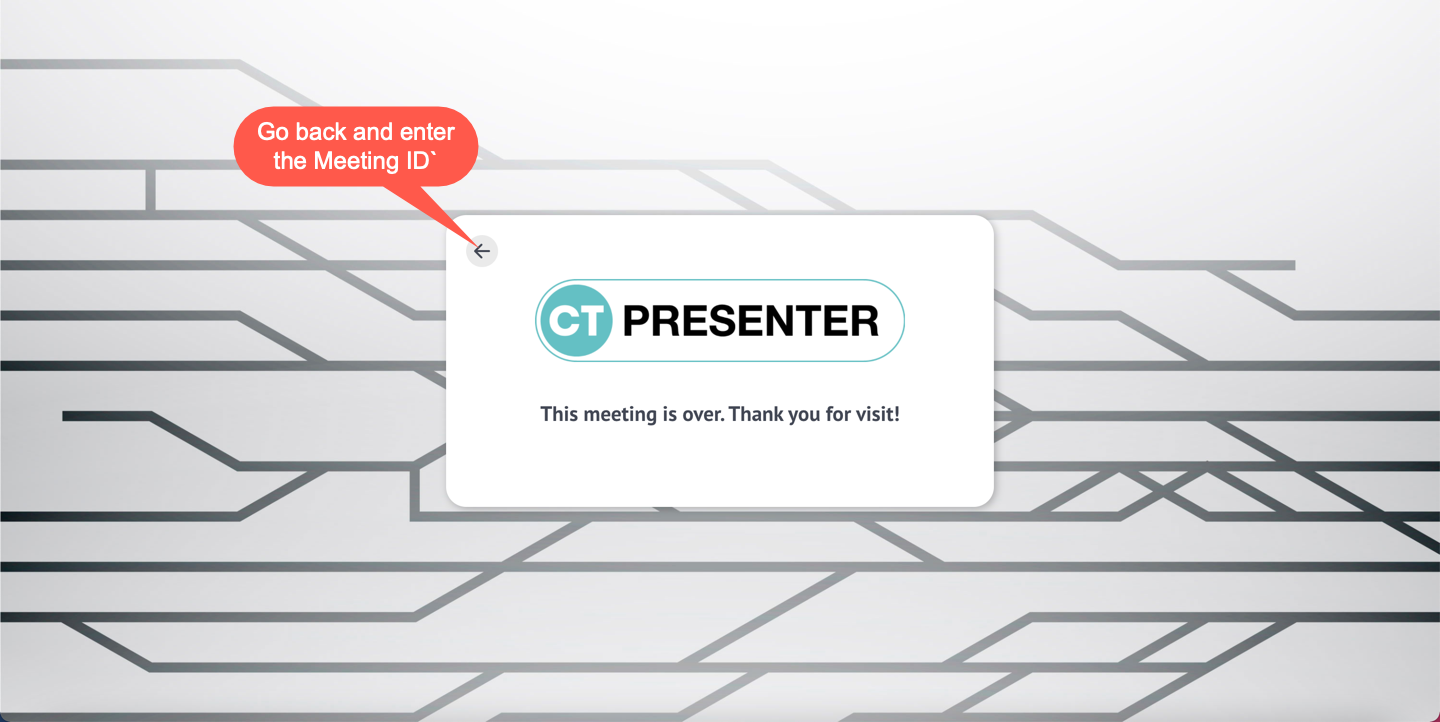 Go back and enter
the Meeting ID`
CT PRESENTER
This meeting is over. Thank you for visit!